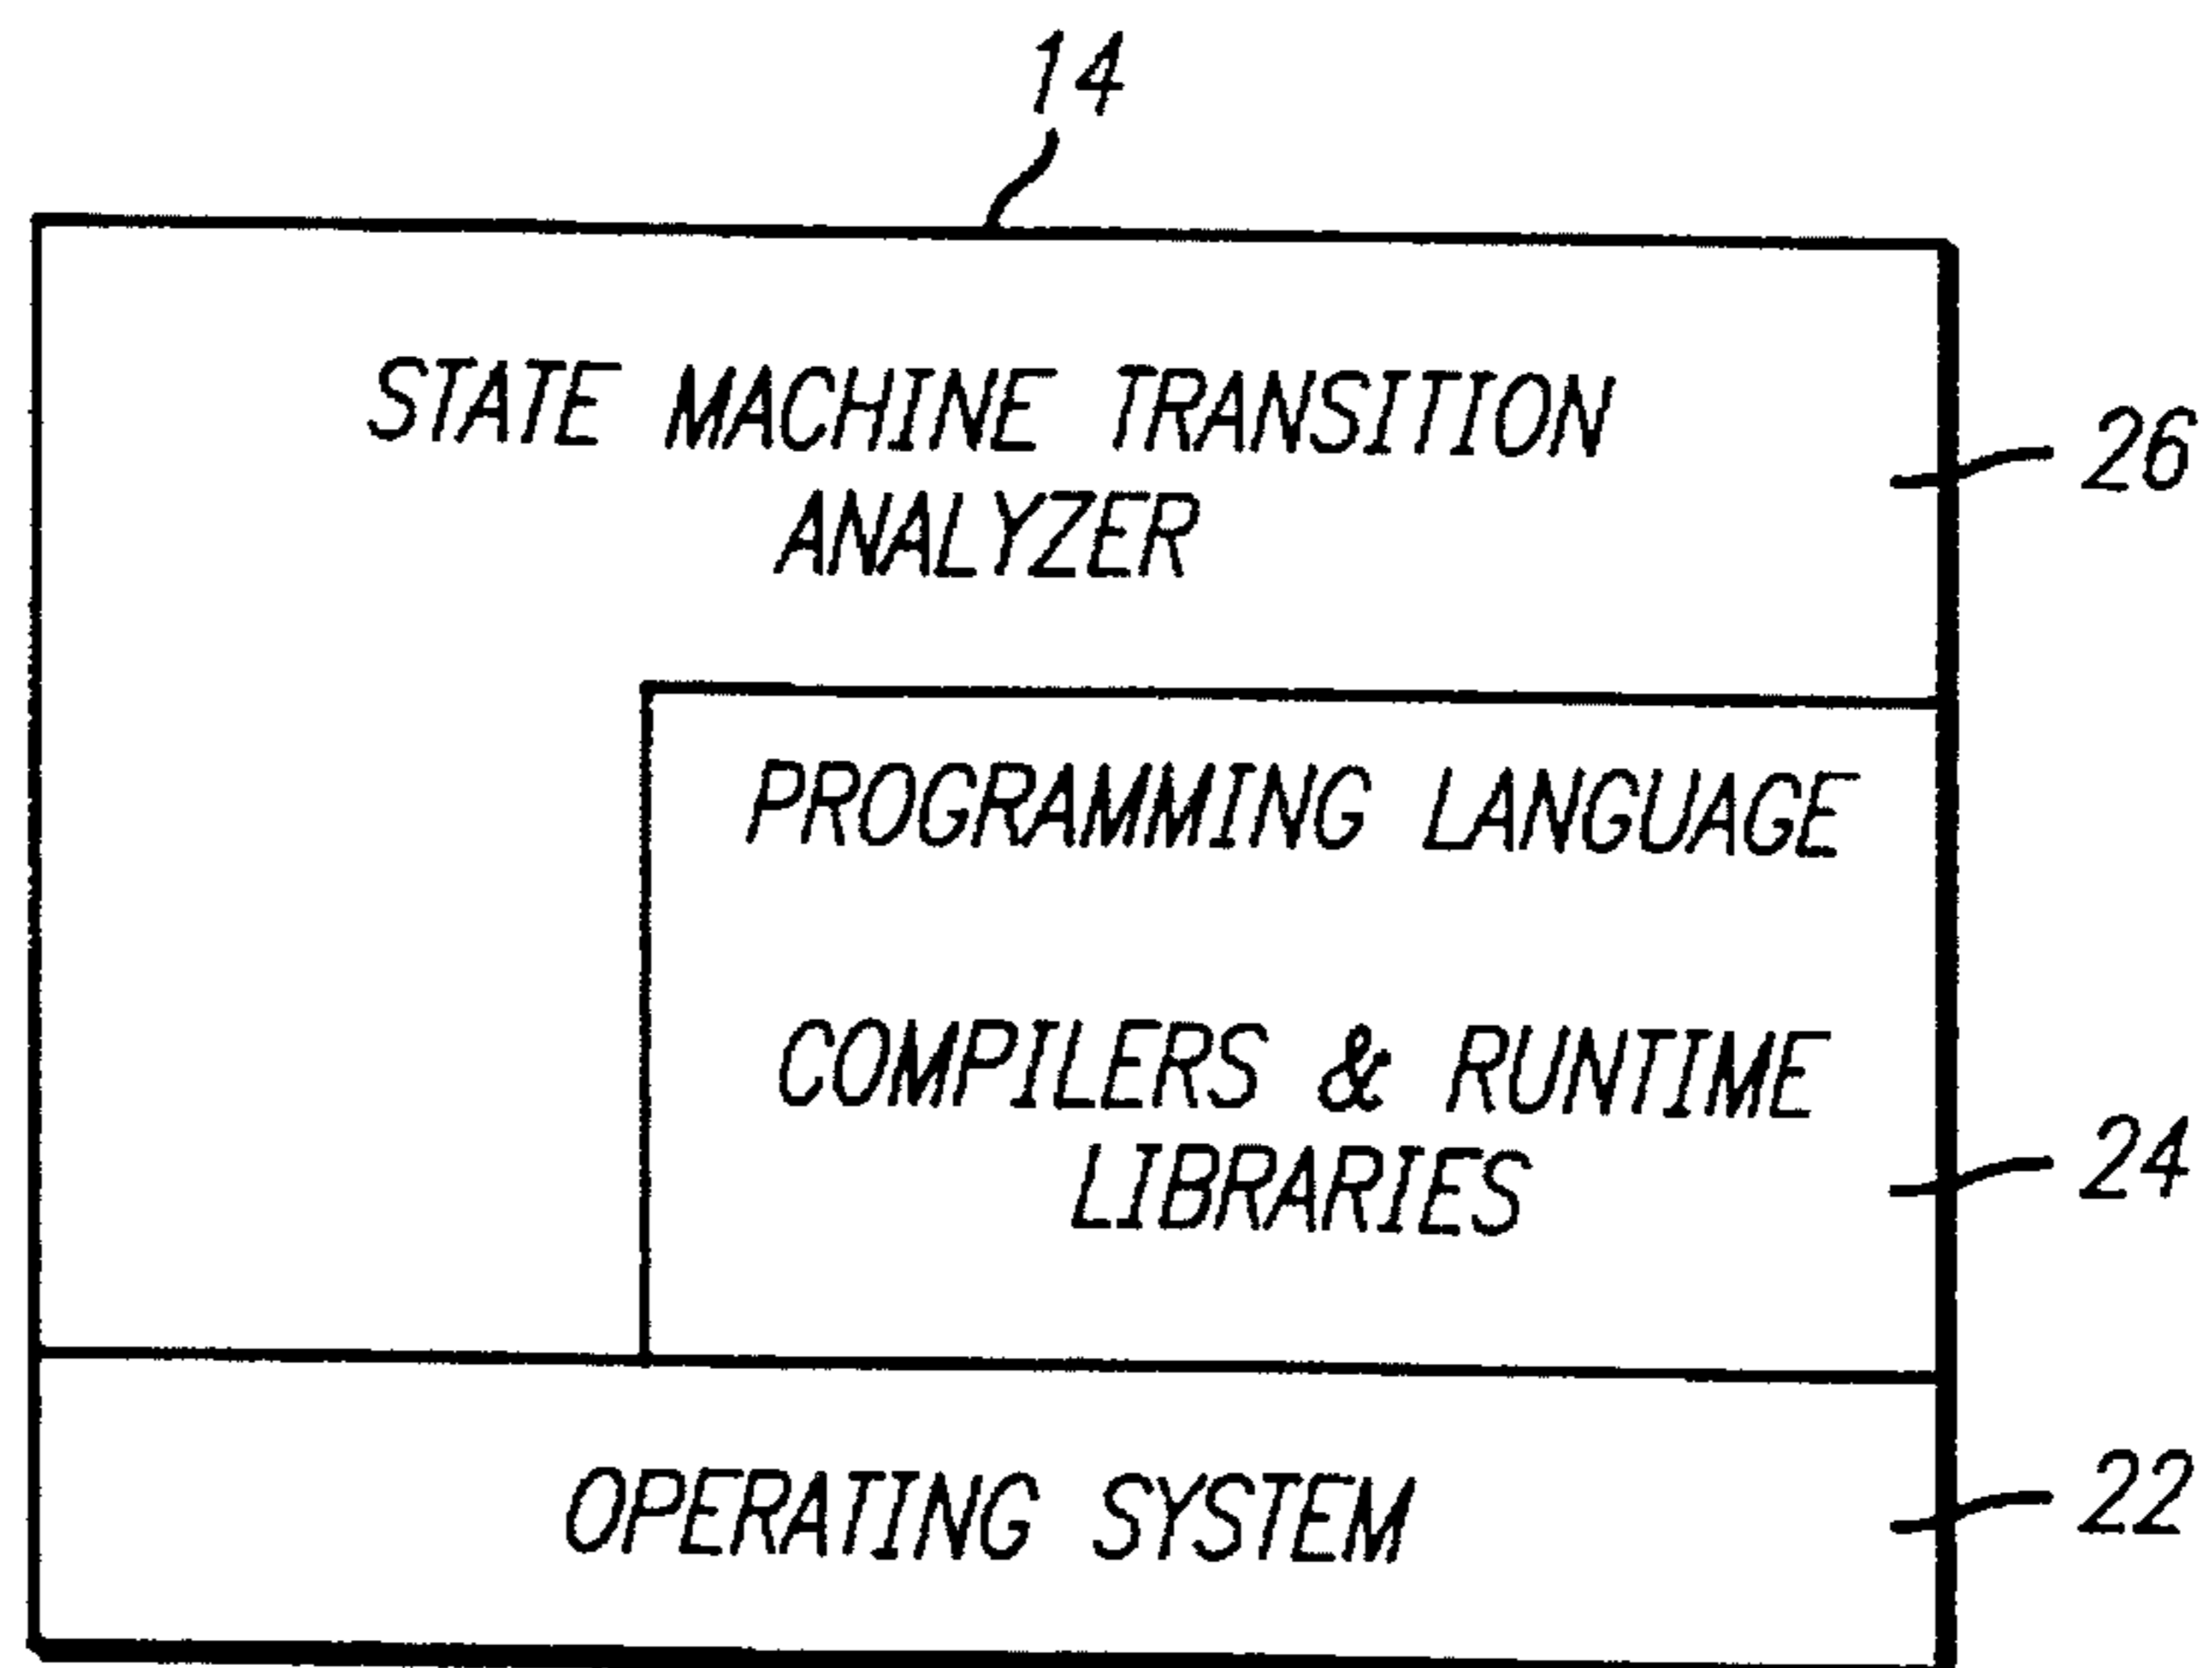 14
STATE MACHINE TRANSITION
ANALYZER
26
PROGRAMMING LANGUAGE
COMPILERS & RUNTIME
LIBRARIES
24
OPERATING SYSTEM
22